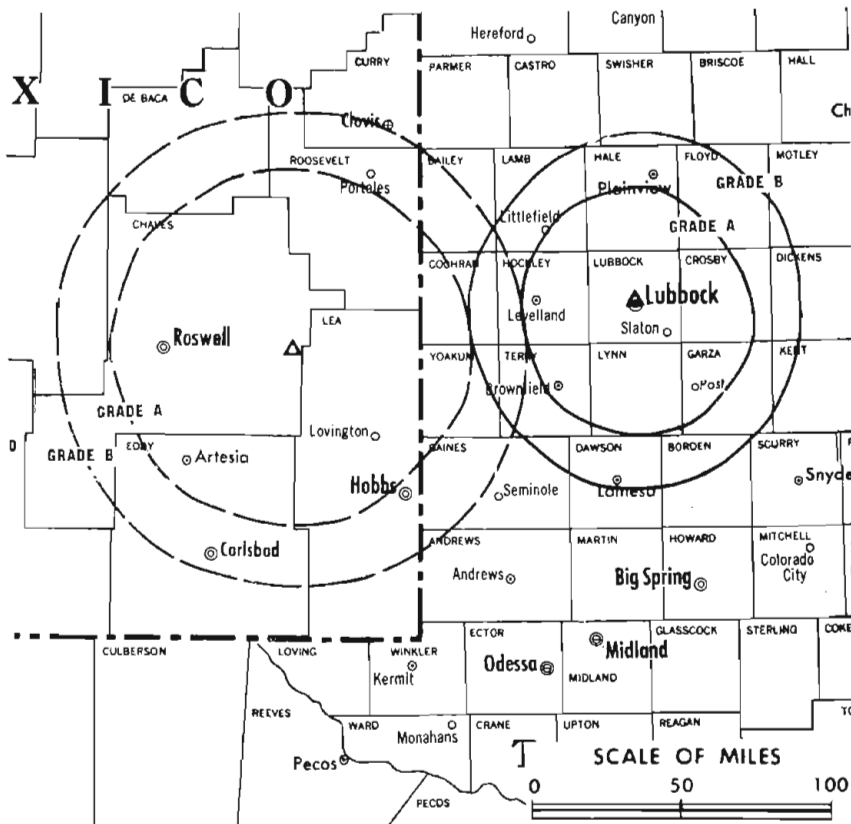 Hereford
Canyon
CURRY
PARMER
CASTRO
SWISHER
BRISCOE
HALL
X I C O
DE BACA
Ch
Clovis
ROOSEVELT
BAILEY
LAMB
HALE
FLOYD
MOTLEY
Portales
Plainview
GRADE B
Littlefield
GRADE A
CHAVES
COCHRAN
HOCKLEY
LUBBOCK
CROSBY
DICKENS
Lubbock
Levelland
LEA
Slaton
Roswell
YOAKUM
TERRY
LYNN
GARZA
KENT
Brownfield
Post
GRADE A
Lovington
EDDY
GAINES
DAWSON
BORDEN
SCURRY
GRADE B
Artesia
Hobbs
Seminole
Lamesa
Snyde
ANDREWS
MARTIN
HOWARD
MITCHELL
Carlsbad
Andrews
Big Spring
Colorado
City
ECTOR
GLASSCOCK
STERLING
COKE
CULBERSON
LOVING
WINKLER
Midland
Kermit
Odessa
MIDLAND
REEVES
WARD
CRANE
UPTON
REAGAN
TO
Monahans
Pecos
T
SCALE OF MILES
0 50 100
PECOS